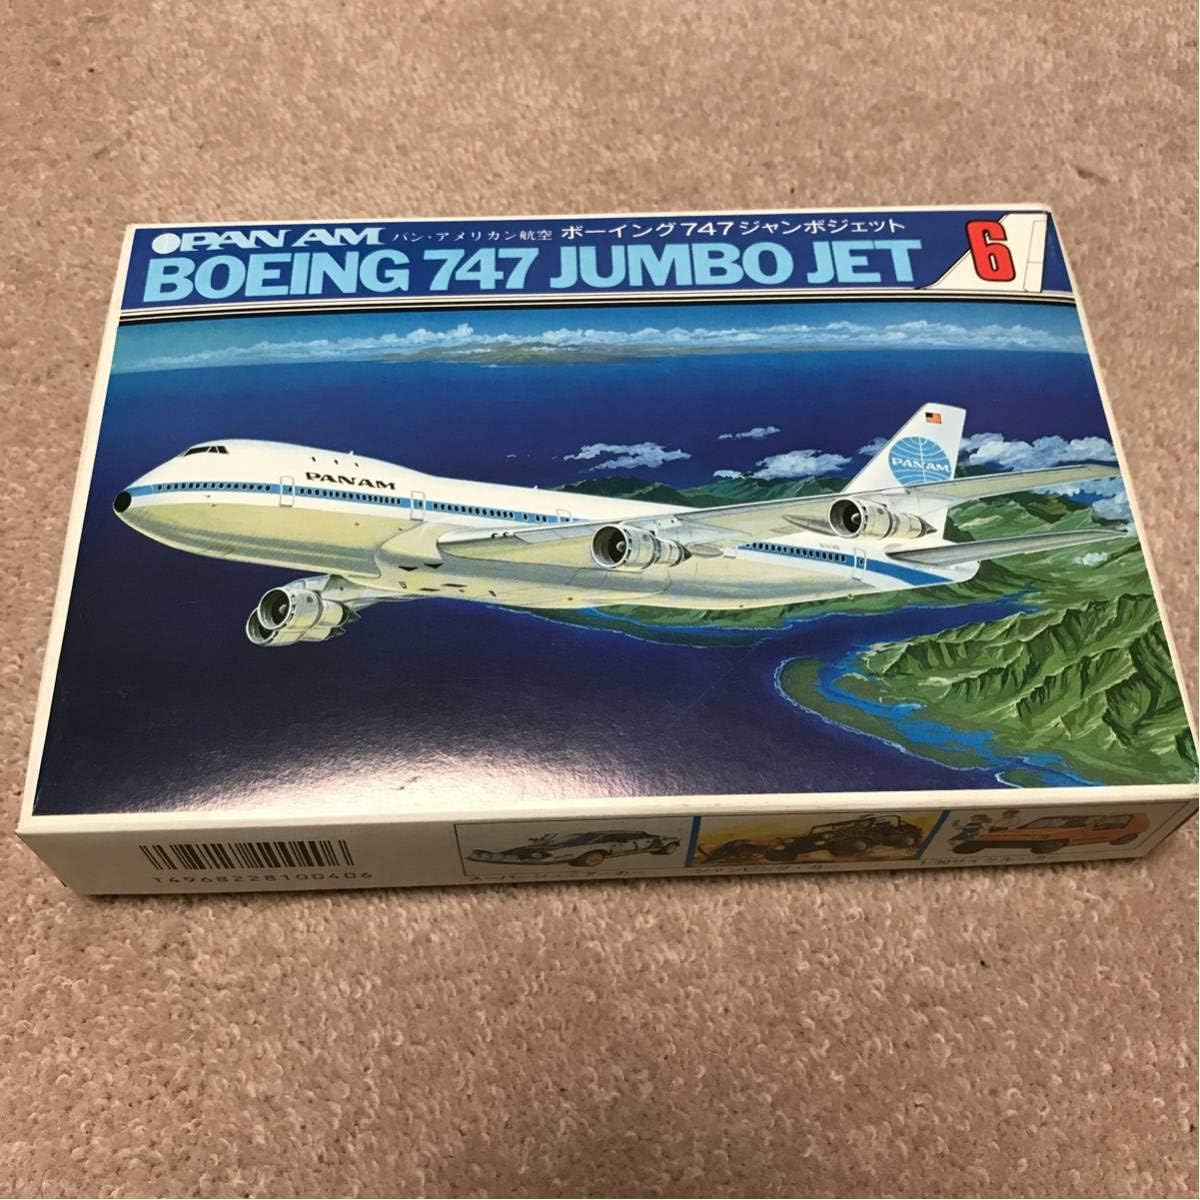 PAN AM パン・アメリカン航空 ボーイング747ジャンボジェット
BOEING 747 JUMBO JET 6
PAN AM
PAN AM
T4968228100406